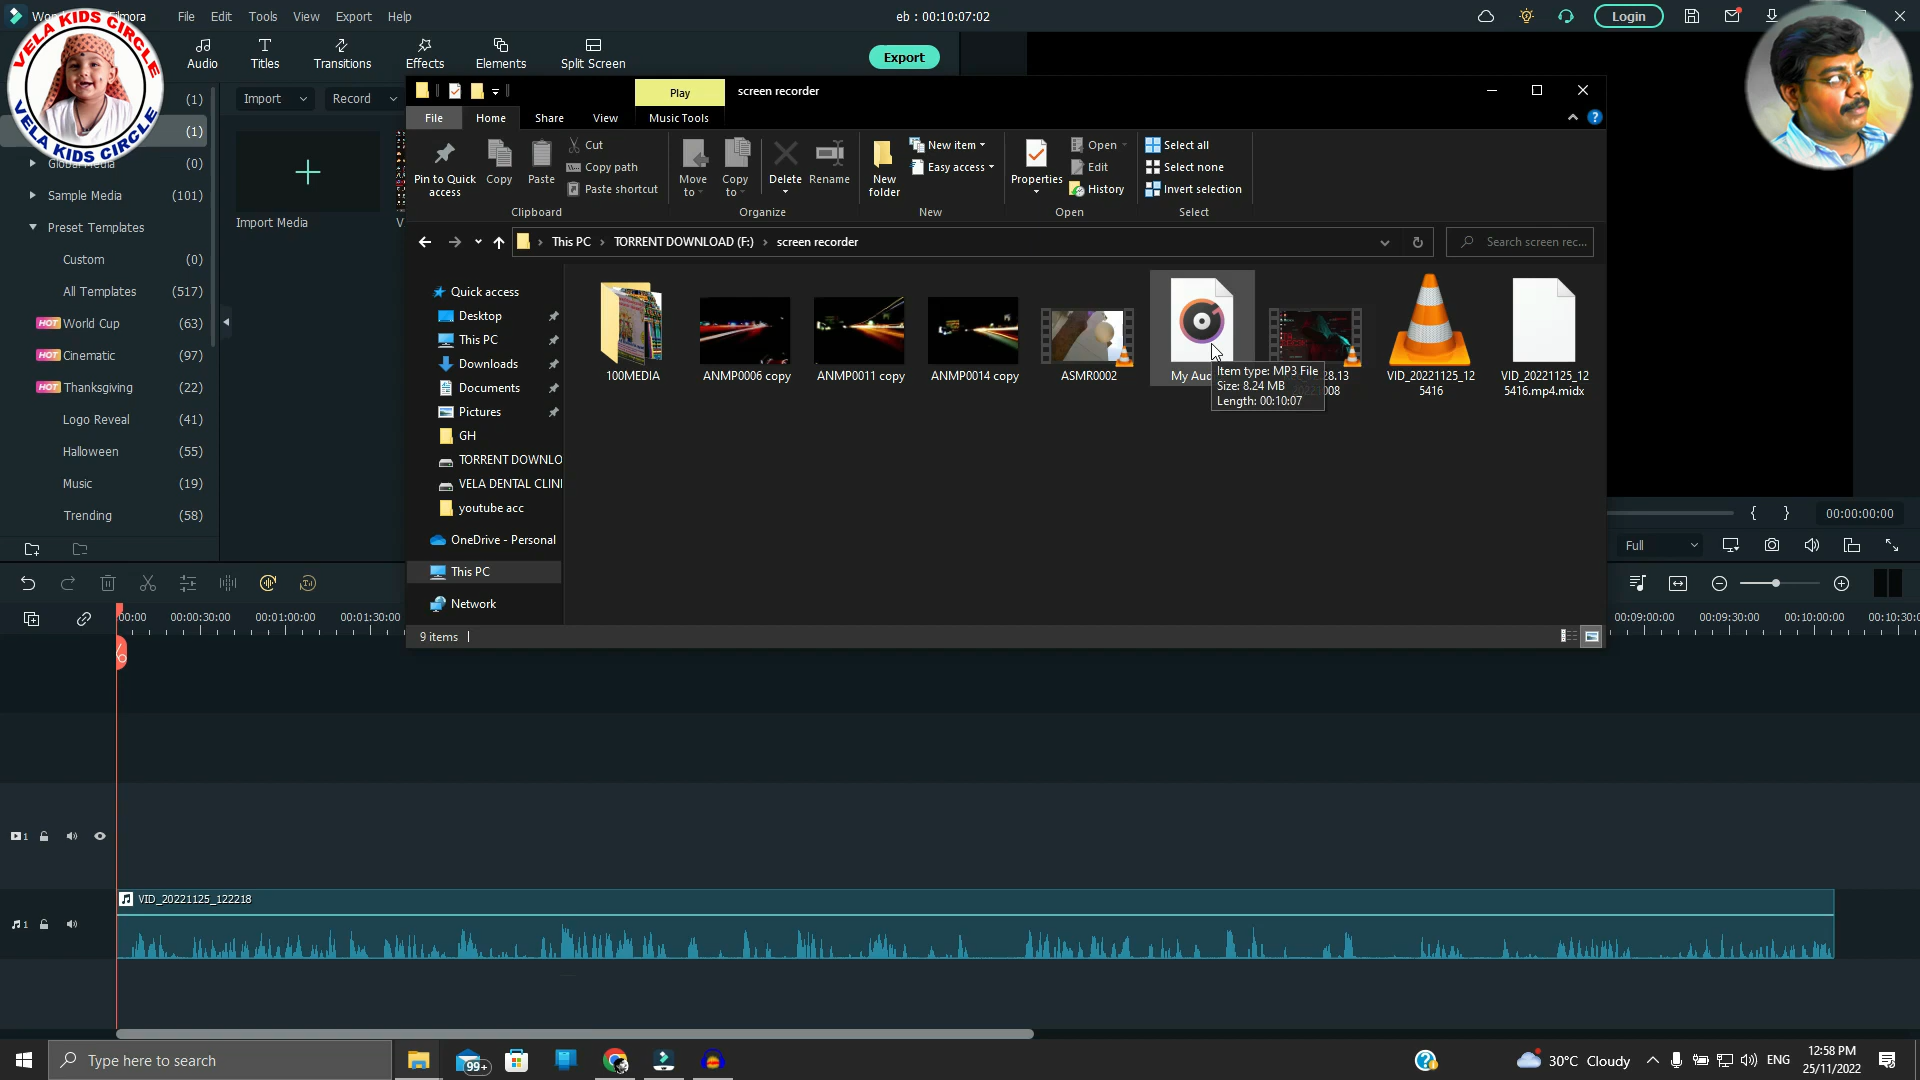 VELA KIDS CIRCLE
VELA KIDS CIRCLE
File Edit Tools View Export Help
eb : 00:10:07:02
Login
Audio Titles Transitions Effects Elements Split Screen
Export
(1)
Import Record
(1)
(0)
Sample Media (101)
Preset Templates
Custom (0)
All Templates (517)
HOT World Cup (63)
HOT Cinematic (97)
HOT Thanksgiving (22)
Logo Reveal (41)
Halloween (55)
Music (19)
Trending (58)
Import Media
Play screen recorder
File Home Share View Music Tools
Pin to Quick access
Copy
Paste
Cut
Copy path
Paste shortcut
Clipboard
Move to
Copy to
Delete
Rename
Organize
New folder
New item
Easy access
New
Properties
Open
Edit
History
Open
Select all
Select none
Invert selection
Select
This PC TORRENT DOWNLOAD (F:) screen recorder
Search screen rec...
Quick access
Desktop
This PC
Downloads
Documents
Pictures
GH
TORRENT DOWNLO
VELA DENTAL CLINI
youtube acc
OneDrive - Personal
This PC
Network
100MEDIA
ANMP0006 copy
ANMP0011 copy
ANMP0014 copy
ASMR0002
My Aud
Item type: MP3 File
Size: 8.24 MB
Length: 00:10:07
VID_20221125_12
5416
VID_20221125_12
5416.mp4.midx
9 items
00:00:00:00
Full
00:00 00:00:30:00 00:01:00:00 00:01:30:00
00:09:00:00 00:09:30:00 00:10:00:00 00:10:30:0
1
VID_20221125_122218
1
Type here to search
99+
30°C Cloudy
ENG
12:58 PM
25/11/2022